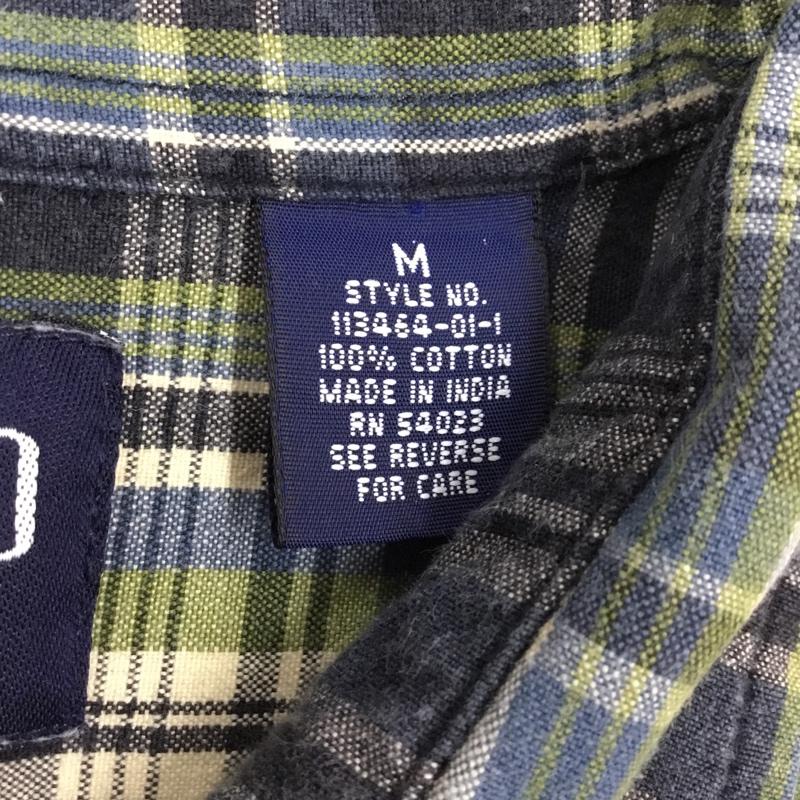 M
STYLE NO.
113464-01-1
100% COTTON
MADE IN INDIA
RN 54023
SEE REVERSE
FOR CARE